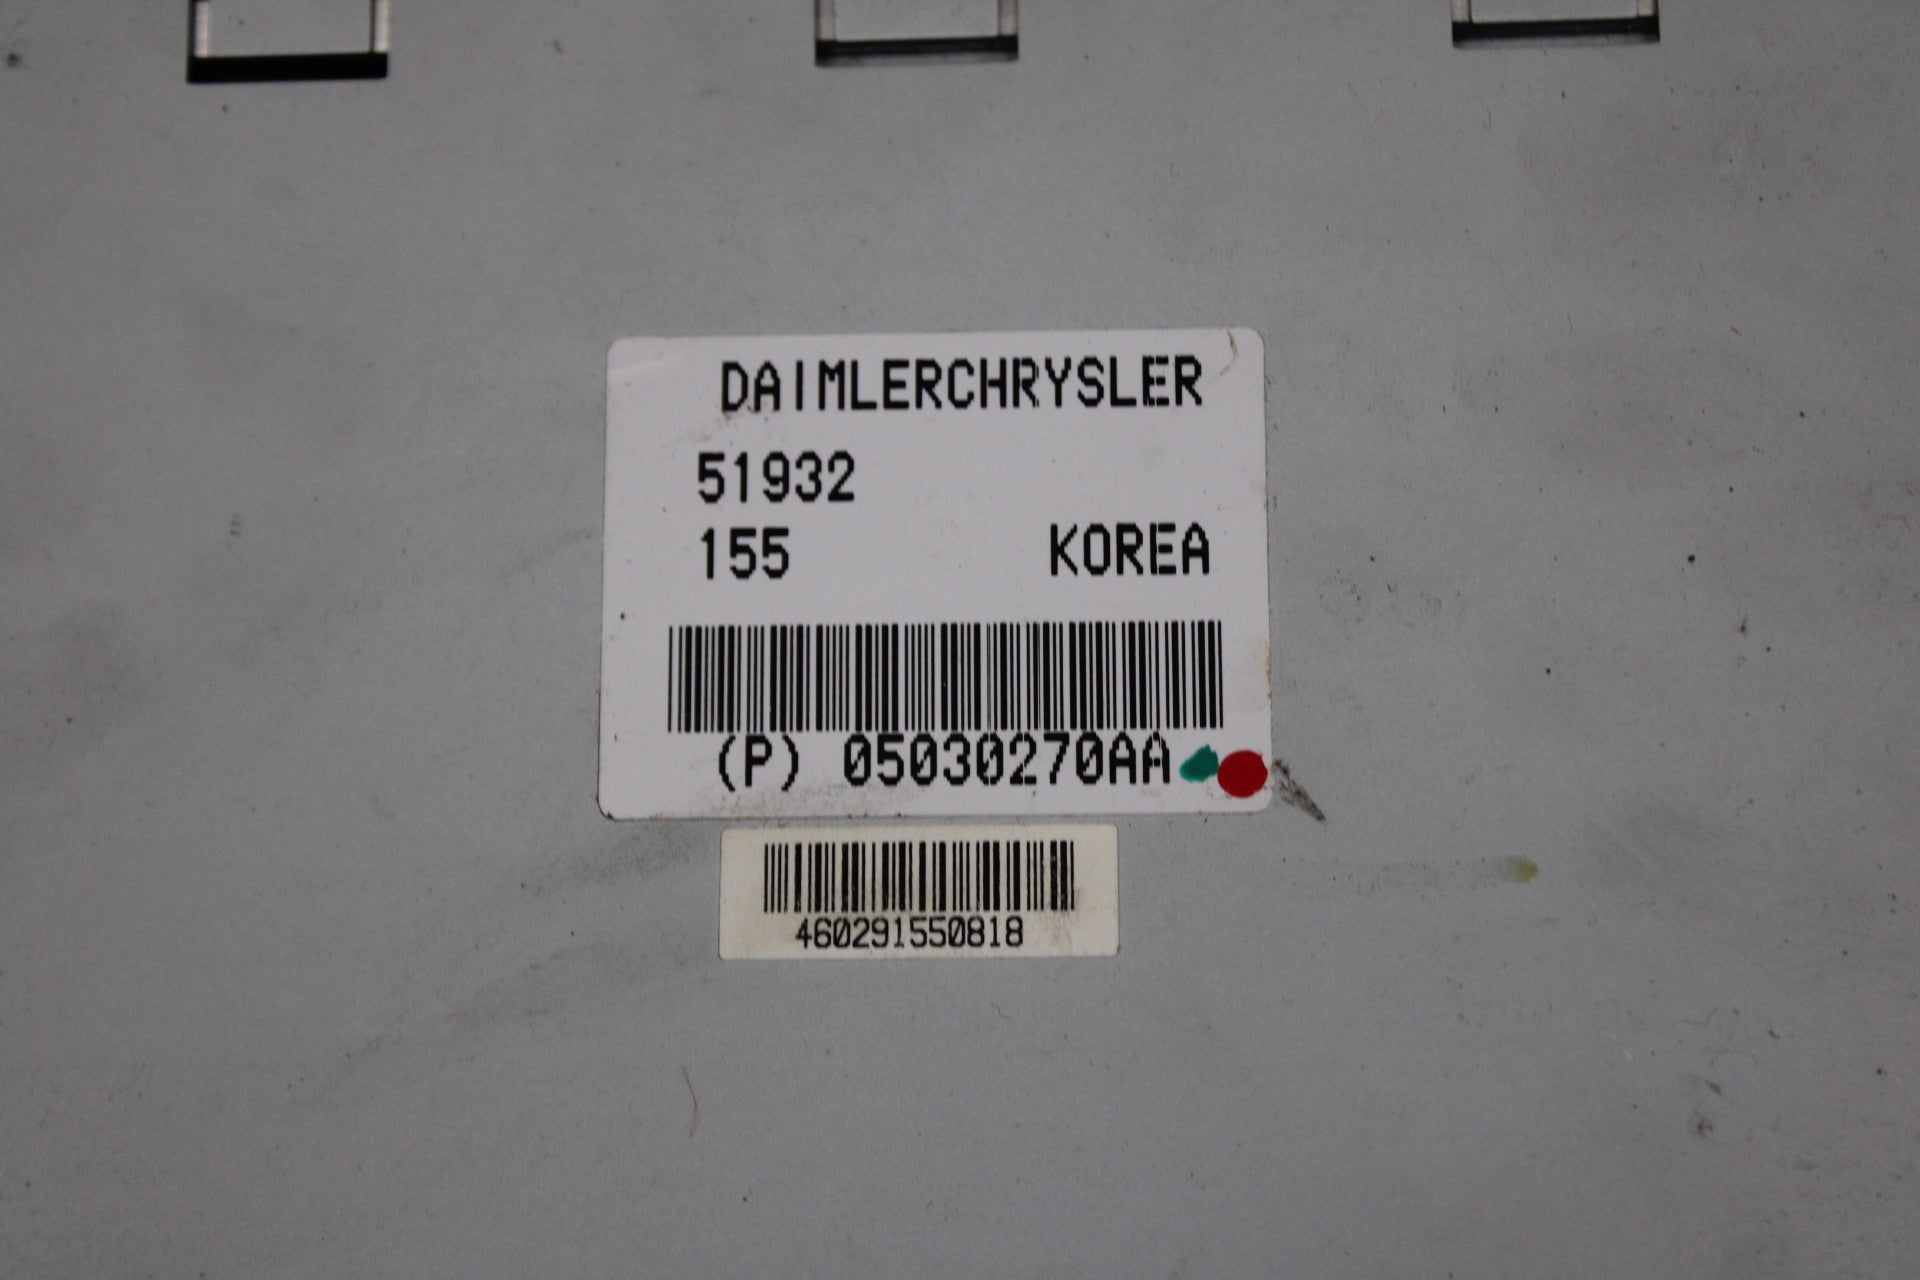 DAIMLERCHRYSLER
51932
155 KOREA
(P) 05030270AA
460291550818